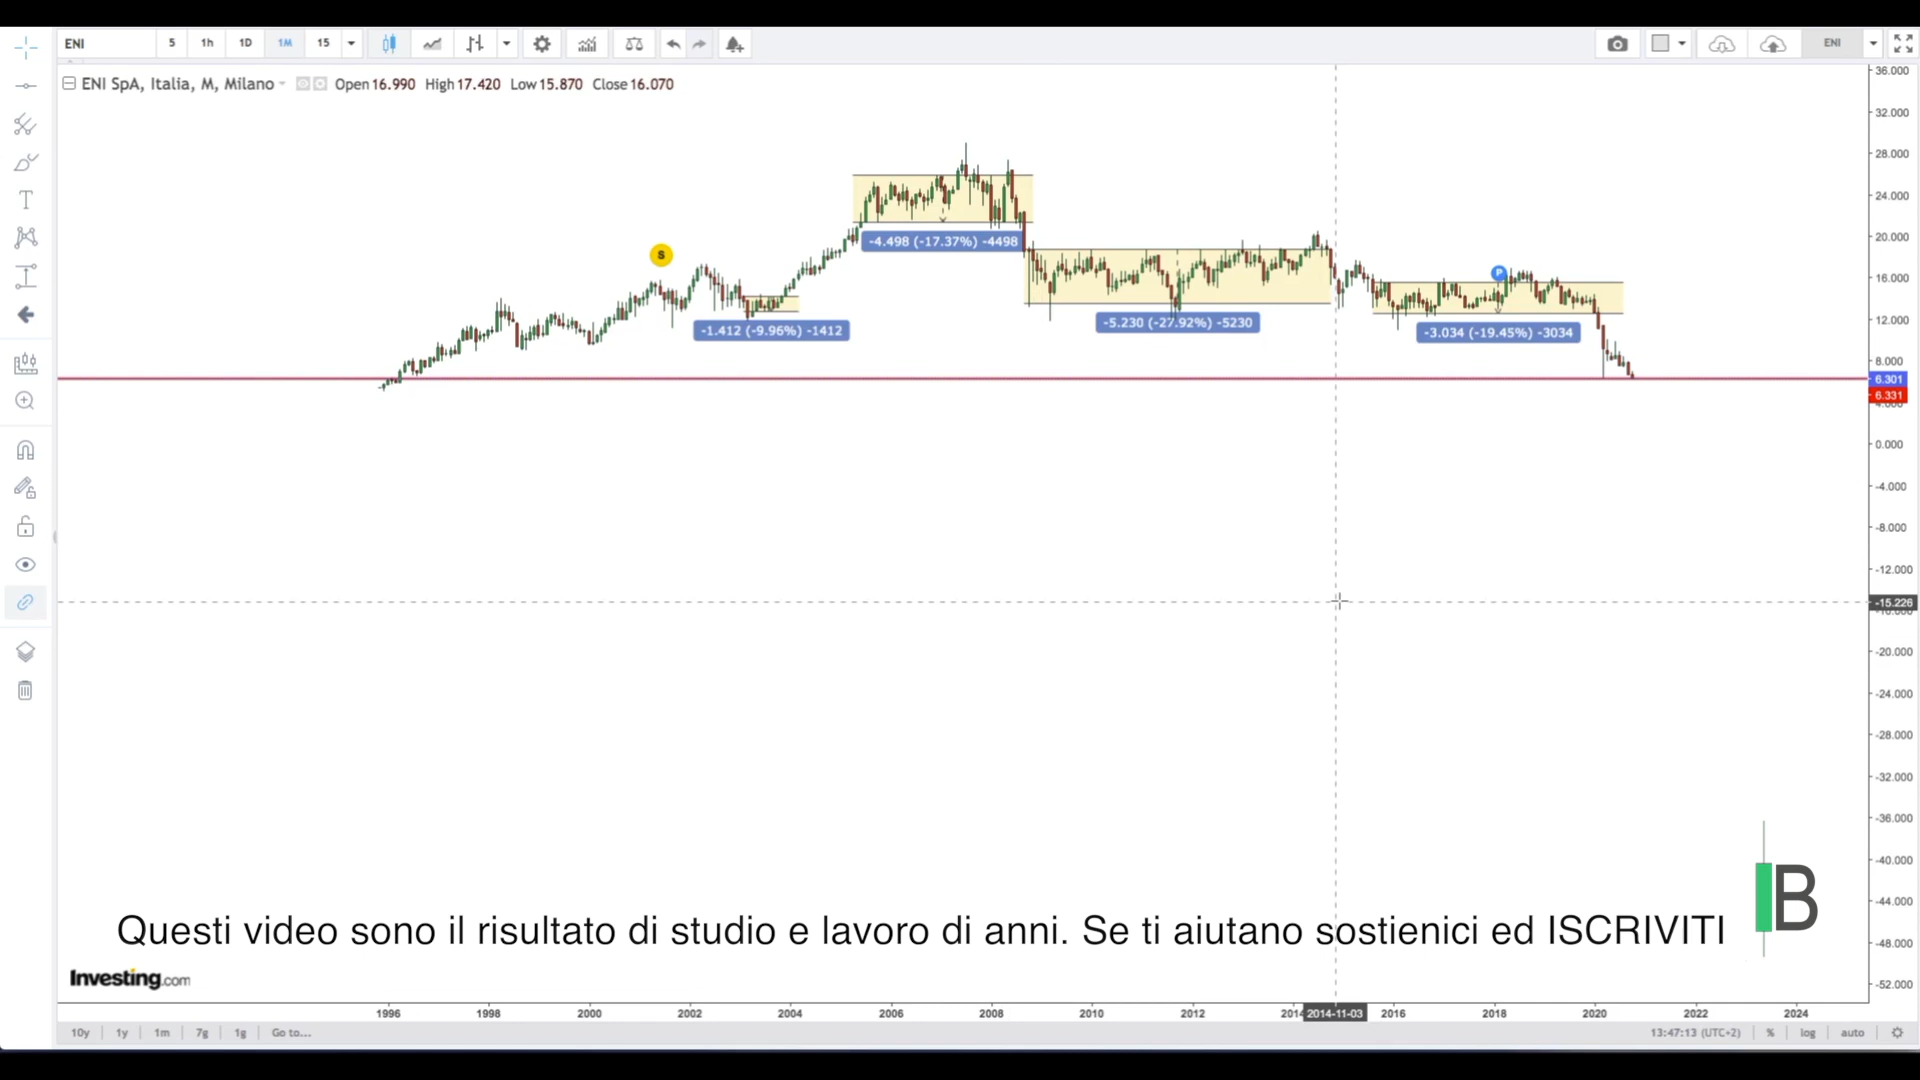 ENI 5 1h 1D 1M 15 ENI
ENI SpA, Italia, M, Milano Open 16.990 High 17.420 Low 15.870 Close 16.070
36.000
32.000
28.000
24.000
20.000
16.000
12.000
8.000
6.301
6.331
4.000
0.000
-4.000
-8.000
-12.000
-15.226
-16.000
-20.000
-24.000
-28.000
-32.000
-36.000
-40.000
-44.000
-48.000
-52.000
S
-4.498 (-17.37%) -4498
P
-1.412 (-9.96%) -1412
-5.230 (-27.92%) -5230
-3.034 (-19.45%) -3034
B
Questi video sono il risultato di studio e lavoro di anni. Se ti aiutano sostienici ed ISCRIVITI
Investing.com
1996 1998 2000 2002 2004 2006 2008 2010 2012 2014 2014-11-03 2016 2018 2020 2022 2024
10y 1y 1m 7g 1g Go to... 13:47:13 (UTC+2) % log auto